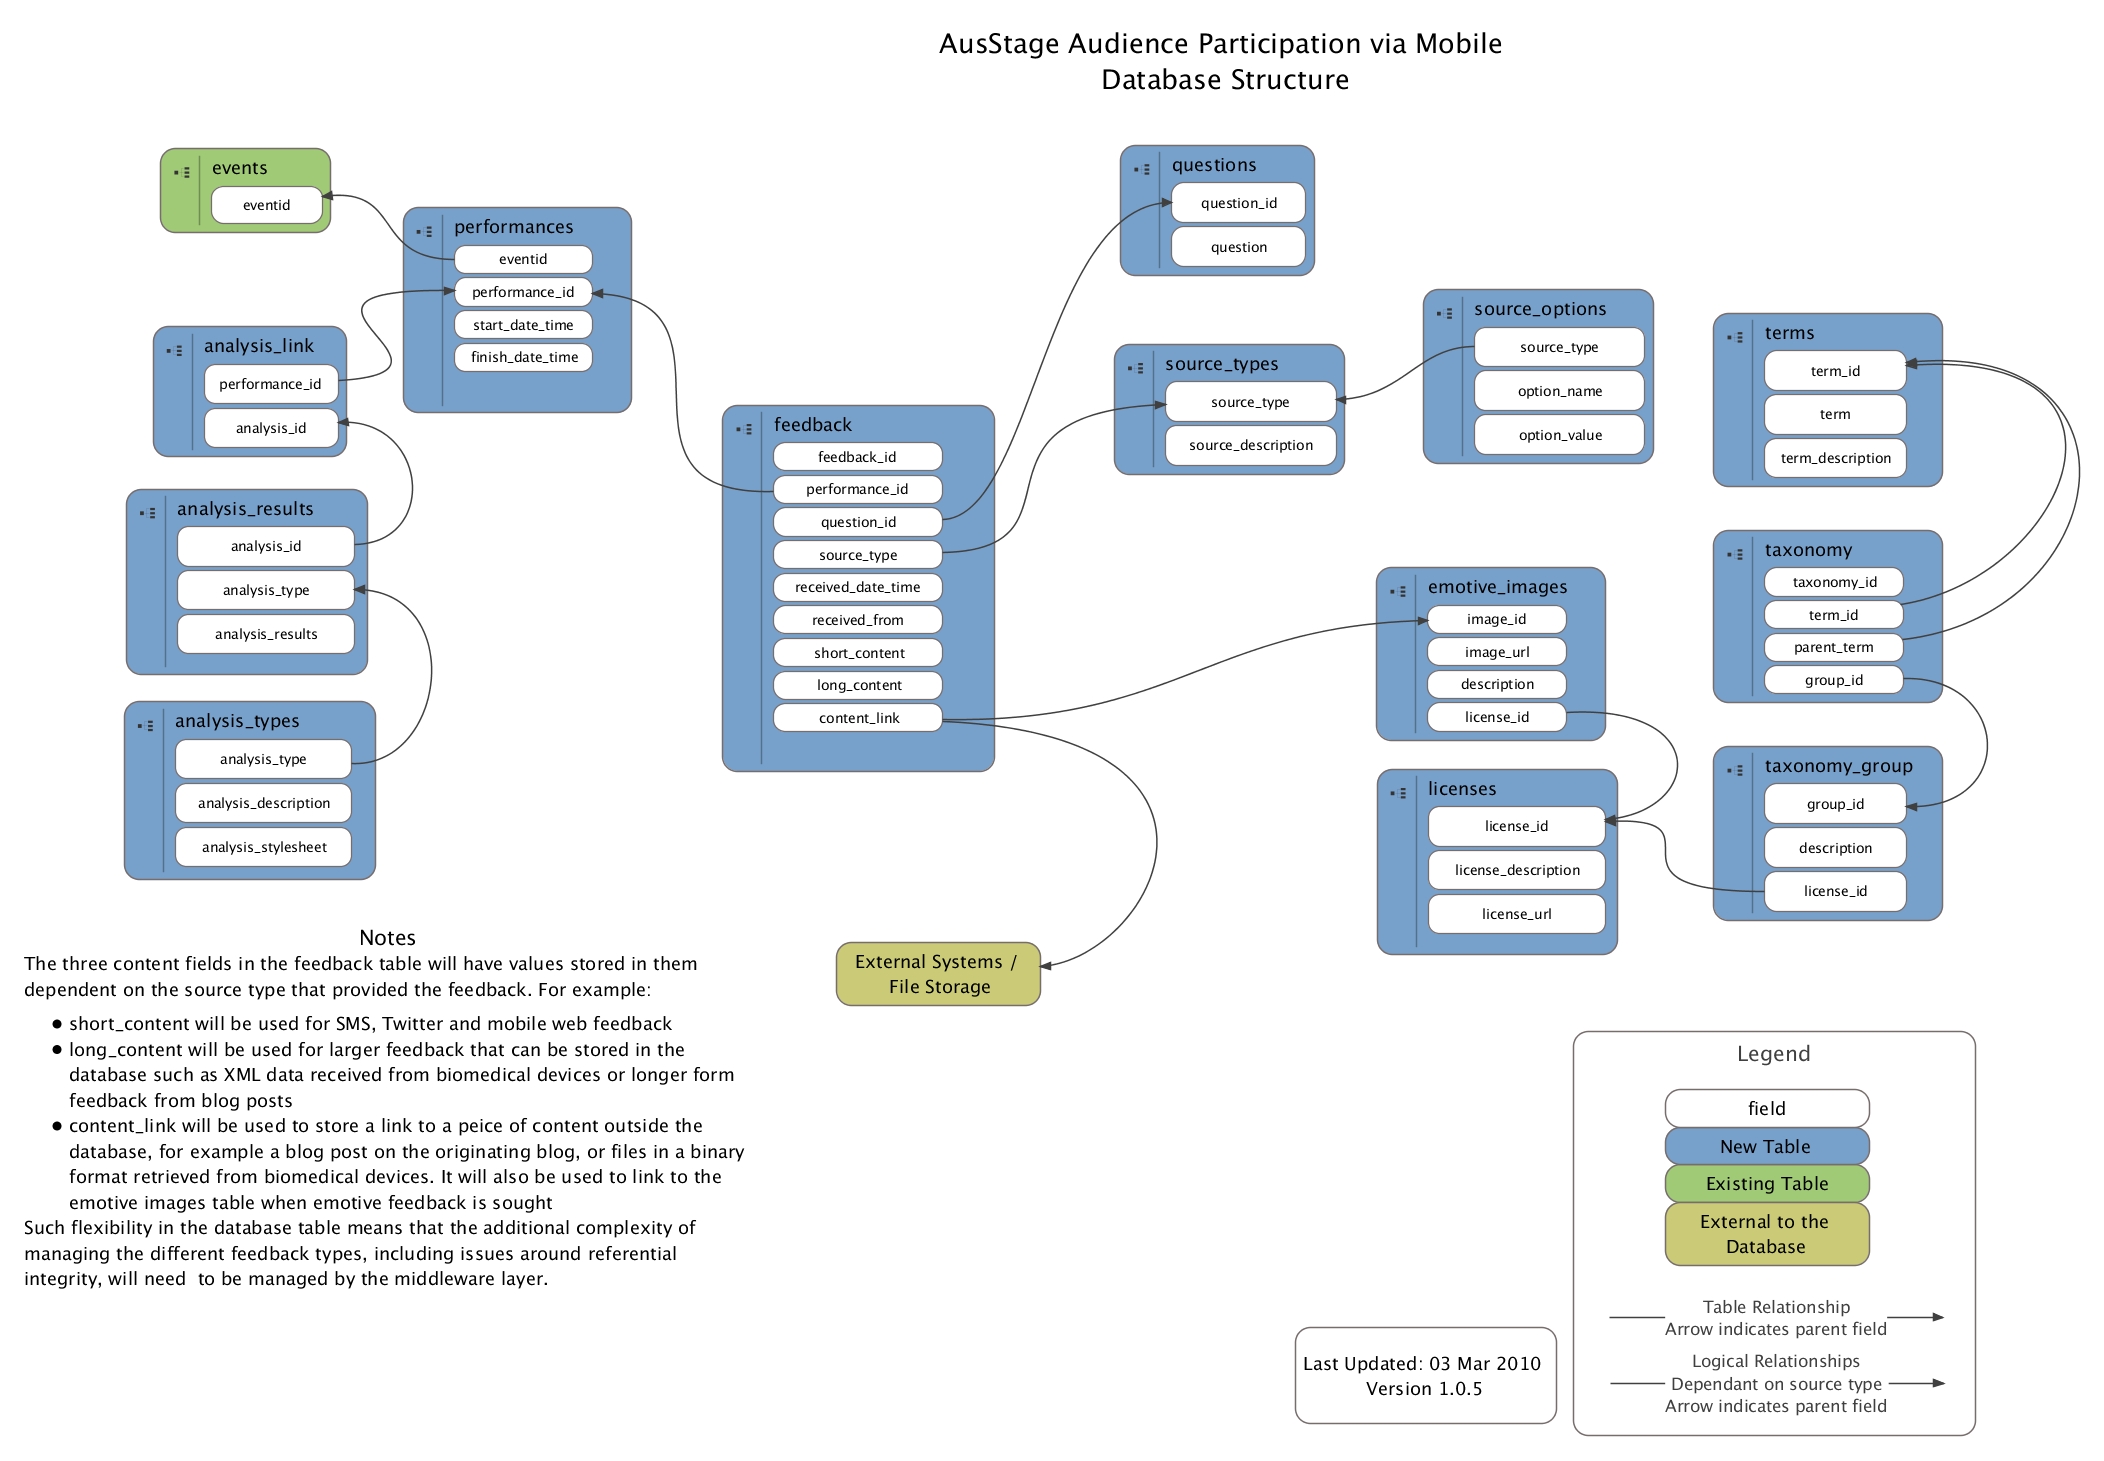 AusStage Audience Participation via Mobile
Database Structure
events
eventid
performances
eventid
performance_id
start_date_time
finish_date_time
analysis_link
performance_id
analysis_id
analysis_results
analysis_id
analysis_type
analysis_results
analysis_types
analysis_type
analysis_description
analysis_stylesheet
feedback
feedback_id
performance_id
question_id
source_type
received_date_time
received_from
short_content
long_content
content_link
questions
question_id
question
source_types
source_type
source_description
source_options
source_type
option_name
option_value
emotive_images
image_id
image_url
description
license_id
licenses
license_id
license_description
license_url
terms
term_id
term
term_description
taxonomy
taxonomy_id
term_id
parent_term
group_id
taxonomy_group
group_id
description
license_id
External Systems /
File Storage
Notes
The three content fields in the feedback table will have values stored in them
dependent on the source type that provided the feedback. For example:
● short_content will be used for SMS, Twitter and mobile web feedback
● long_content will be used for larger feedback that can be stored in the
database such as XML data received from biomedical devices or longer form
feedback from blog posts
● content_link will be used to store a link to a peice of content outside the
database, for example a blog post on the originating blog, or files in a binary
format retrieved from biomedical devices. It will also be used to link to the
emotive images table when emotive feedback is sought
Such flexibility in the database table means that the additional complexity of
managing the different feedback types, including issues around referential
integrity, will need  to be managed by the middleware layer.
Last Updated: 03 Mar 2010
Version 1.0.5
Legend
field
New Table
Existing Table
External to the
Database
Table Relationship
Arrow indicates parent field
Logical Relationships
Dependant on source type
Arrow indicates parent field